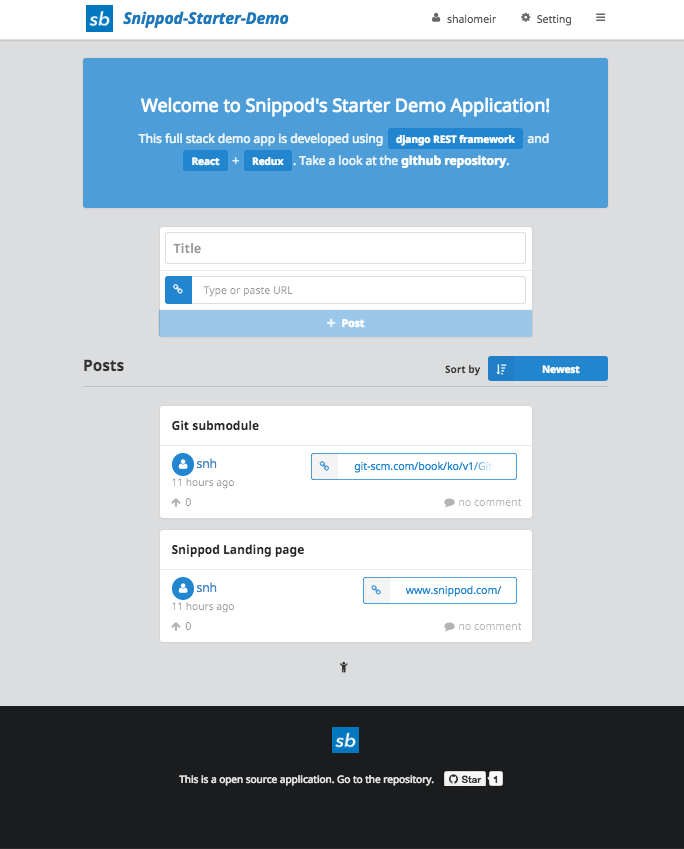 sb Snippod-Starter-Demo shalomeir Setting
Welcome to Snippod's Starter Demo Application!
This full stack demo app is developed using django REST framework and
React + Redux . Take a look at the github repository.
Title
Type or paste URL
+ Post
Posts
Sort by Newest
Git submodule
snh git-scm.com/book/ko/v1/Git
11 hours ago
0 no comment
Snippod Landing page
snh www.snippod.com/
11 hours ago
0 no comment
sb
This is a open source application. Go to the repository. Star 1